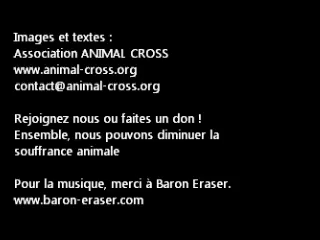 Images et textes :
Association ANIMAL CROSS
www.animal-cross.org
contact@animal-cross.org
Rejoignez nous ou faites un don !
Ensemble, nous pouvons diminuer la
souffrance animale
Pour la musique, merci à Baron Eraser.
www.baron-eraser.com